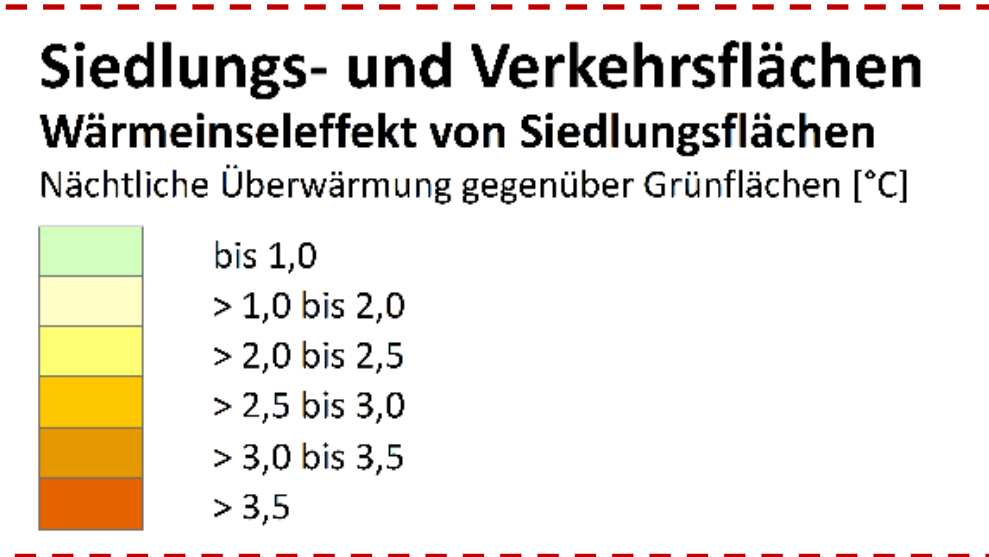 Siedlungs- und Verkehrsflächen
Wärmeinseleffekt von Siedlungsflächen
Nächtliche Überwärmung gegenüber Grünflächen [°C]
bis 1,0
> 1,0 bis 2,0
> 2,0 bis 2,5
> 2,5 bis 3,0
> 3,0 bis 3,5
> 3,5